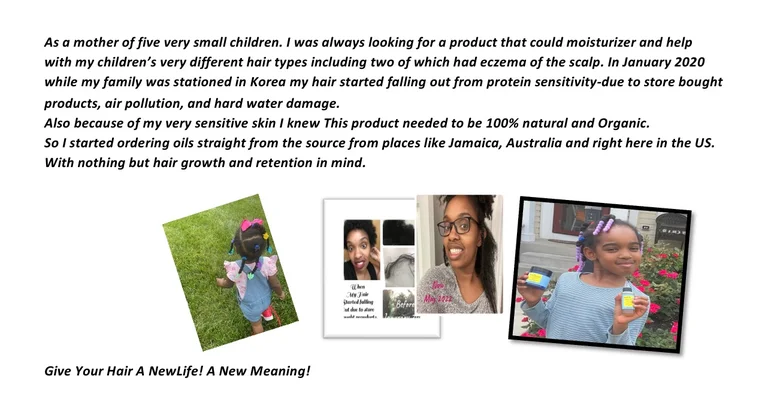 As a mother of five very small children. I was always looking for a product that could moisturizer and help
with my children's very different hair types including two of which had eczema of the scalp. In January 2020
while my family was stationed in Korea my hair started falling out from protein sensitivity-due to store bought
products, air pollution, and hard water damage.
Also because of my very sensitive skin I knew This product needed to be 100% natural and Organic.
So I started ordering oils straight from the source from places like Jamaica, Australia and right here in the US.
With nothing but hair growth and retention in mind.
When
My Hair
Started falling
out due to store
Before
May 2022
Give Your Hair A NewLife! A New Meaning!